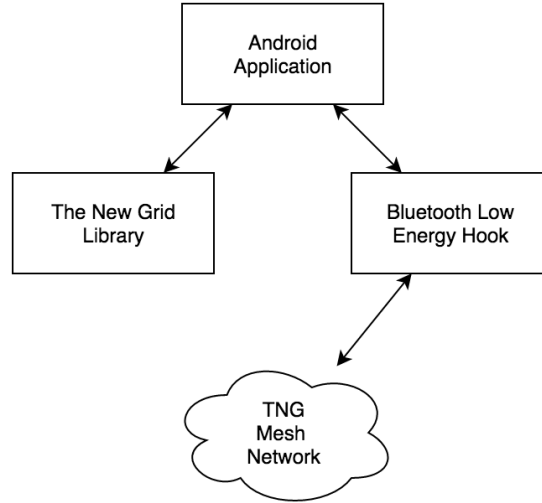 Android
Application
The New Grid
Library
Bluetooth Low
Energy Hook
TNG
Mesh
Network